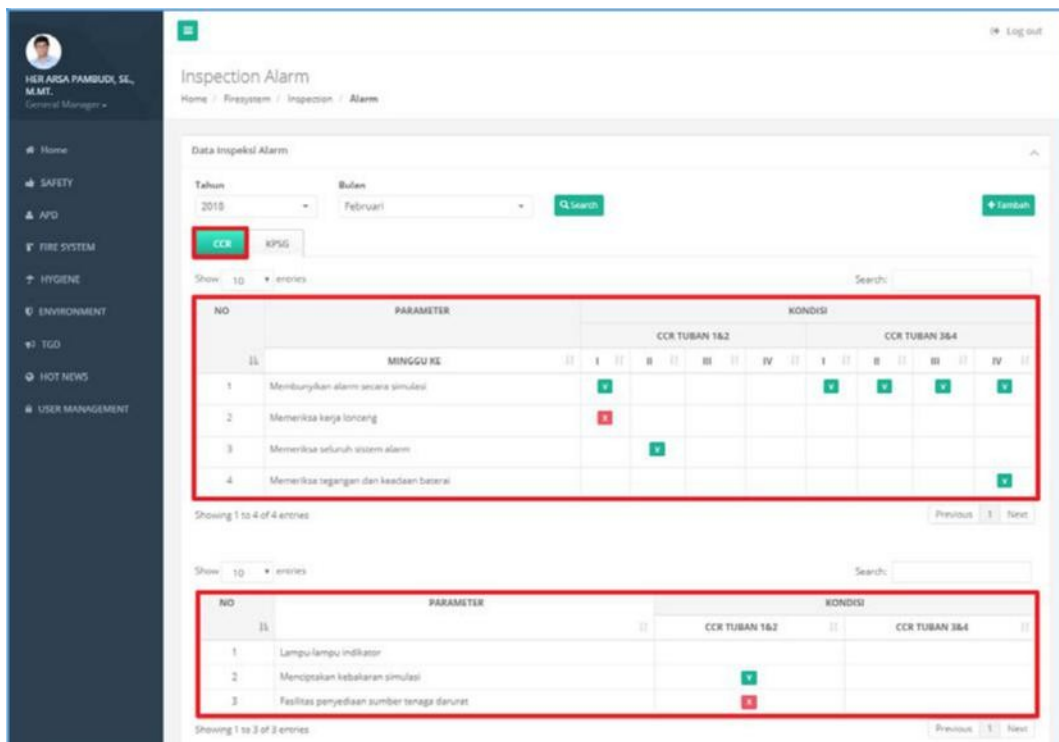 Log out
HER ARSA PAMBUDI, SE., M.MT.
General Manager
Inspection Alarm
Home / Firesystem / Inspection / Alarm
Home
SAFETY
APD
FIRE SYSTEM
HYGIENE
ENVIRONMENT
TGD
HOT NEWS
USER MANAGEMENT
Data Inspeksi Alarm
Tahun Bulan
2018 Februari Search + Tambah
CCR KPSG
Show 10 entries Search:
NO PARAMETER KONDISI
CCR TUBAN 1&2 CCR TUBAN 3&4
MINGGU KE I II III IV I II III IV
1 Membunyikan alarm secara simulasi V V V V V
2 Memeriksa kerja lonceng X
3 Memeriksa seluruh sistem alarm V
4 Memeriksa tegangan dan keadaan baterai V
Showing 1 to 4 of 4 entries Previous 1 Next
Show 10 entries Search:
NO PARAMETER KONDISI
CCR TUBAN 1&2 CCR TUBAN 3&4
1 Lampu-lampu indikator
2 Menciptakan kebakaran simulasi V
3 Fasilitas penyediaan sumber tenaga darurat X
Showing 1 to 3 of 3 entries Previous 1 Next